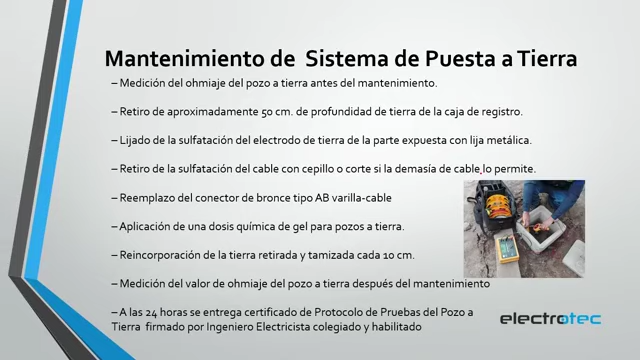 Mantenimiento de Sistema de Puesta a Tierra
– Medición del ohmiaje del pozo a tierra antes del mantenimiento.
– Retiro de aproximadamente 50 cm. de profundidad de tierra de la caja de registro.
– Lijado de la sulfatación del electrodo de tierra de la parte expuesta con lija metálica.
– Retiro de la sulfatación del cable con cepillo o corte si la demasía de cable lo permite.
– Reemplazo del conector de bronce tipo AB varilla-cable
– Aplicación de una dosis química de gel para pozos a tierra.
– Reincorporación de la tierra retirada y tamizada cada 10 cm.
– Medición del valor de ohmiaje del pozo a tierra después del mantenimiento
– A las 24 horas se entrega certificado de Protocolo de Pruebas del Pozo a
Tierra firmado por Ingeniero Electricista colegiado y habilitado
electrotec